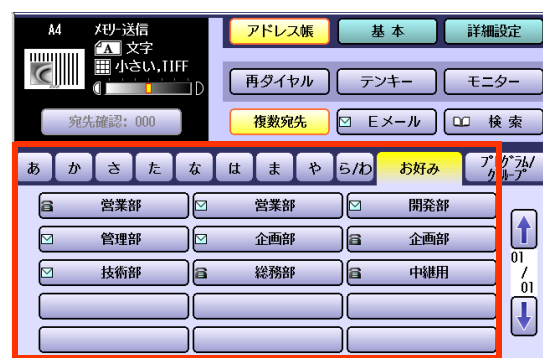 A4 ﾒﾓﾘｰ送信 アドレス帳 基本 詳細設定
A 文字
小さい,TIFF
D
再ダイヤル テンキー モニター
宛先確認: 000 複数宛先 Eメール 検索
あ か さ た な は ま や ら/わ お好み ﾌﾟﾛｸﾞﾗﾑ/
ｸﾞﾙｰﾌﾟ
営業部 営業部 開発部
管理部 企画部 企画部
技術部 総務部 中継用
01
/
01